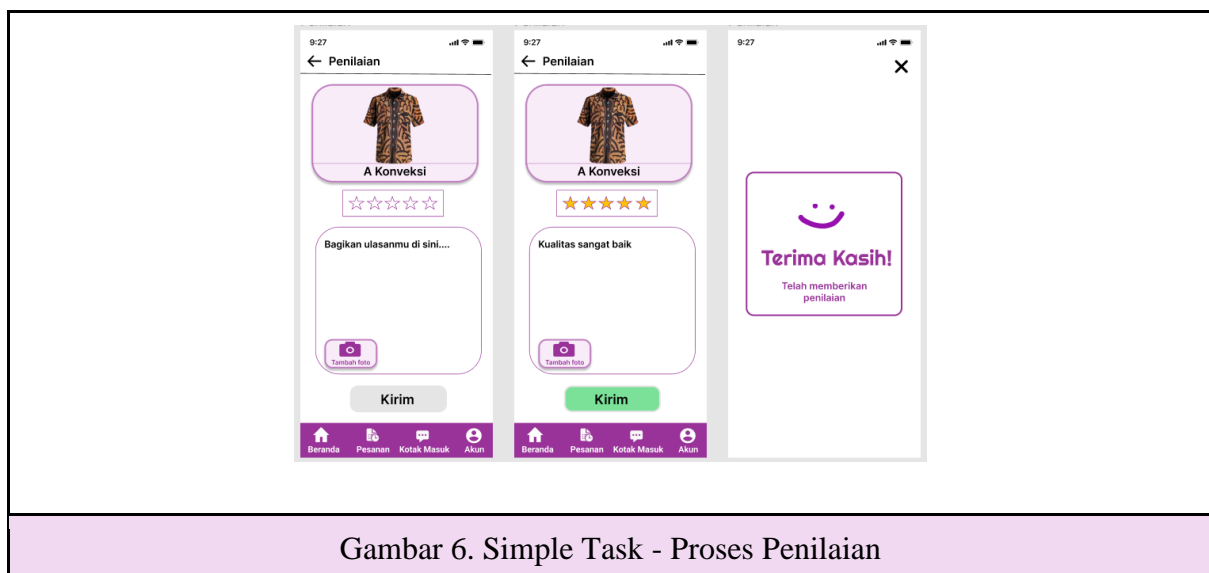 9:27
Penilaian
A Konveksi
Bagikan ulasanmu di sini....
Tambah foto
Kirim
Beranda Pesanan Kotak Masuk Akun
9:27
Penilaian
A Konveksi
Kualitas sangat baik
Tambah foto
Kirim
Beranda Pesanan Kotak Masuk Akun
9:27
Terima Kasih!
Telah memberikan
penilaian
Gambar 6. Simple Task - Proses Penilaian